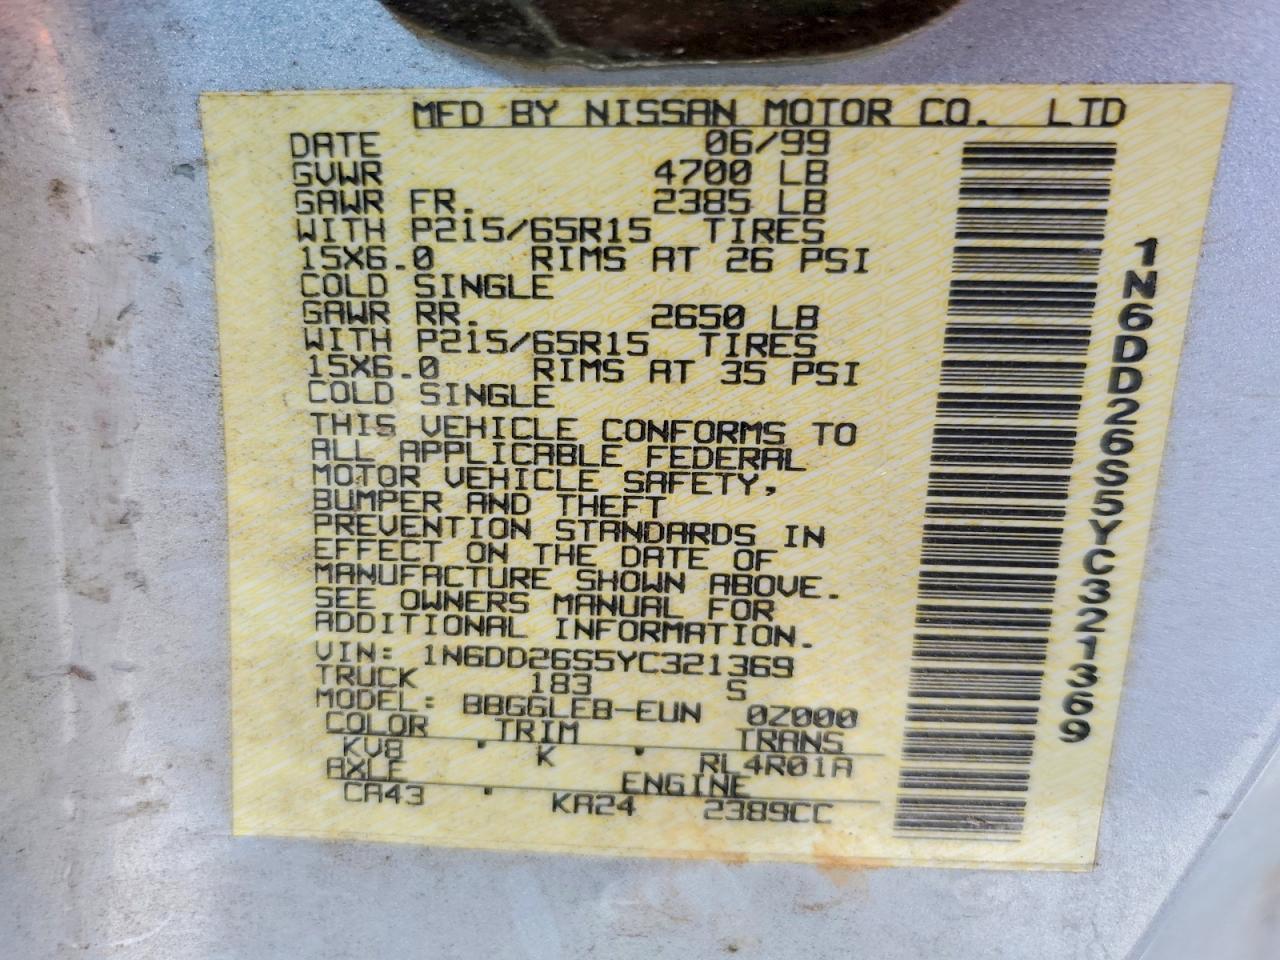 MFD BY NISSAN MOTOR CO. LTD
DATE 06/99
GVWR 4700 LB
GAWR FR. 2385 LB
WITH P215/65R15 TIRES
15X6.0 RIMS AT 26 PSI
COLD SINGLE
GAWR RR. 2650 LB
WITH P215/65R15 TIRES
15X6.0 RIMS AT 35 PSI
COLD SINGLE
THIS VEHICLE CONFORMS TO
ALL APPLICABLE FEDERAL
MOTOR VEHICLE SAFETY,
BUMPER AND THEFT
PREVENTION STANDARDS IN
EFFECT ON THE DATE OF
MANUFACTURE SHOWN ABOVE.
SEE OWNERS MANUAL FOR
ADDITIONAL INFORMATION.
VIN: 1N6DD26S5YC321369
TRUCK 183 S
MODEL: BBGGLEB-EUN 0Z000
COLOR TRIM TRANS
KV8 K RL4R01A
AXLE ENGINE
CA43 KA24 2389CC
1N6DD26S5YC321369